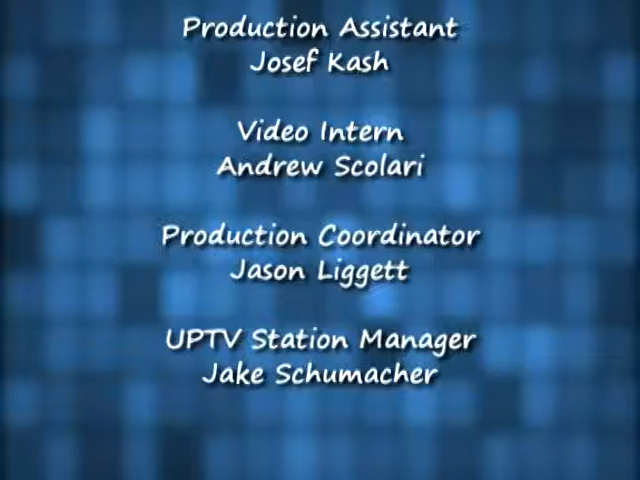 Production Assistant
Josef Kash
Video Intern
Andrew Scolari
Production Coordinator
Jason Liggett
UPTV Station Manager
Jake Schumacher